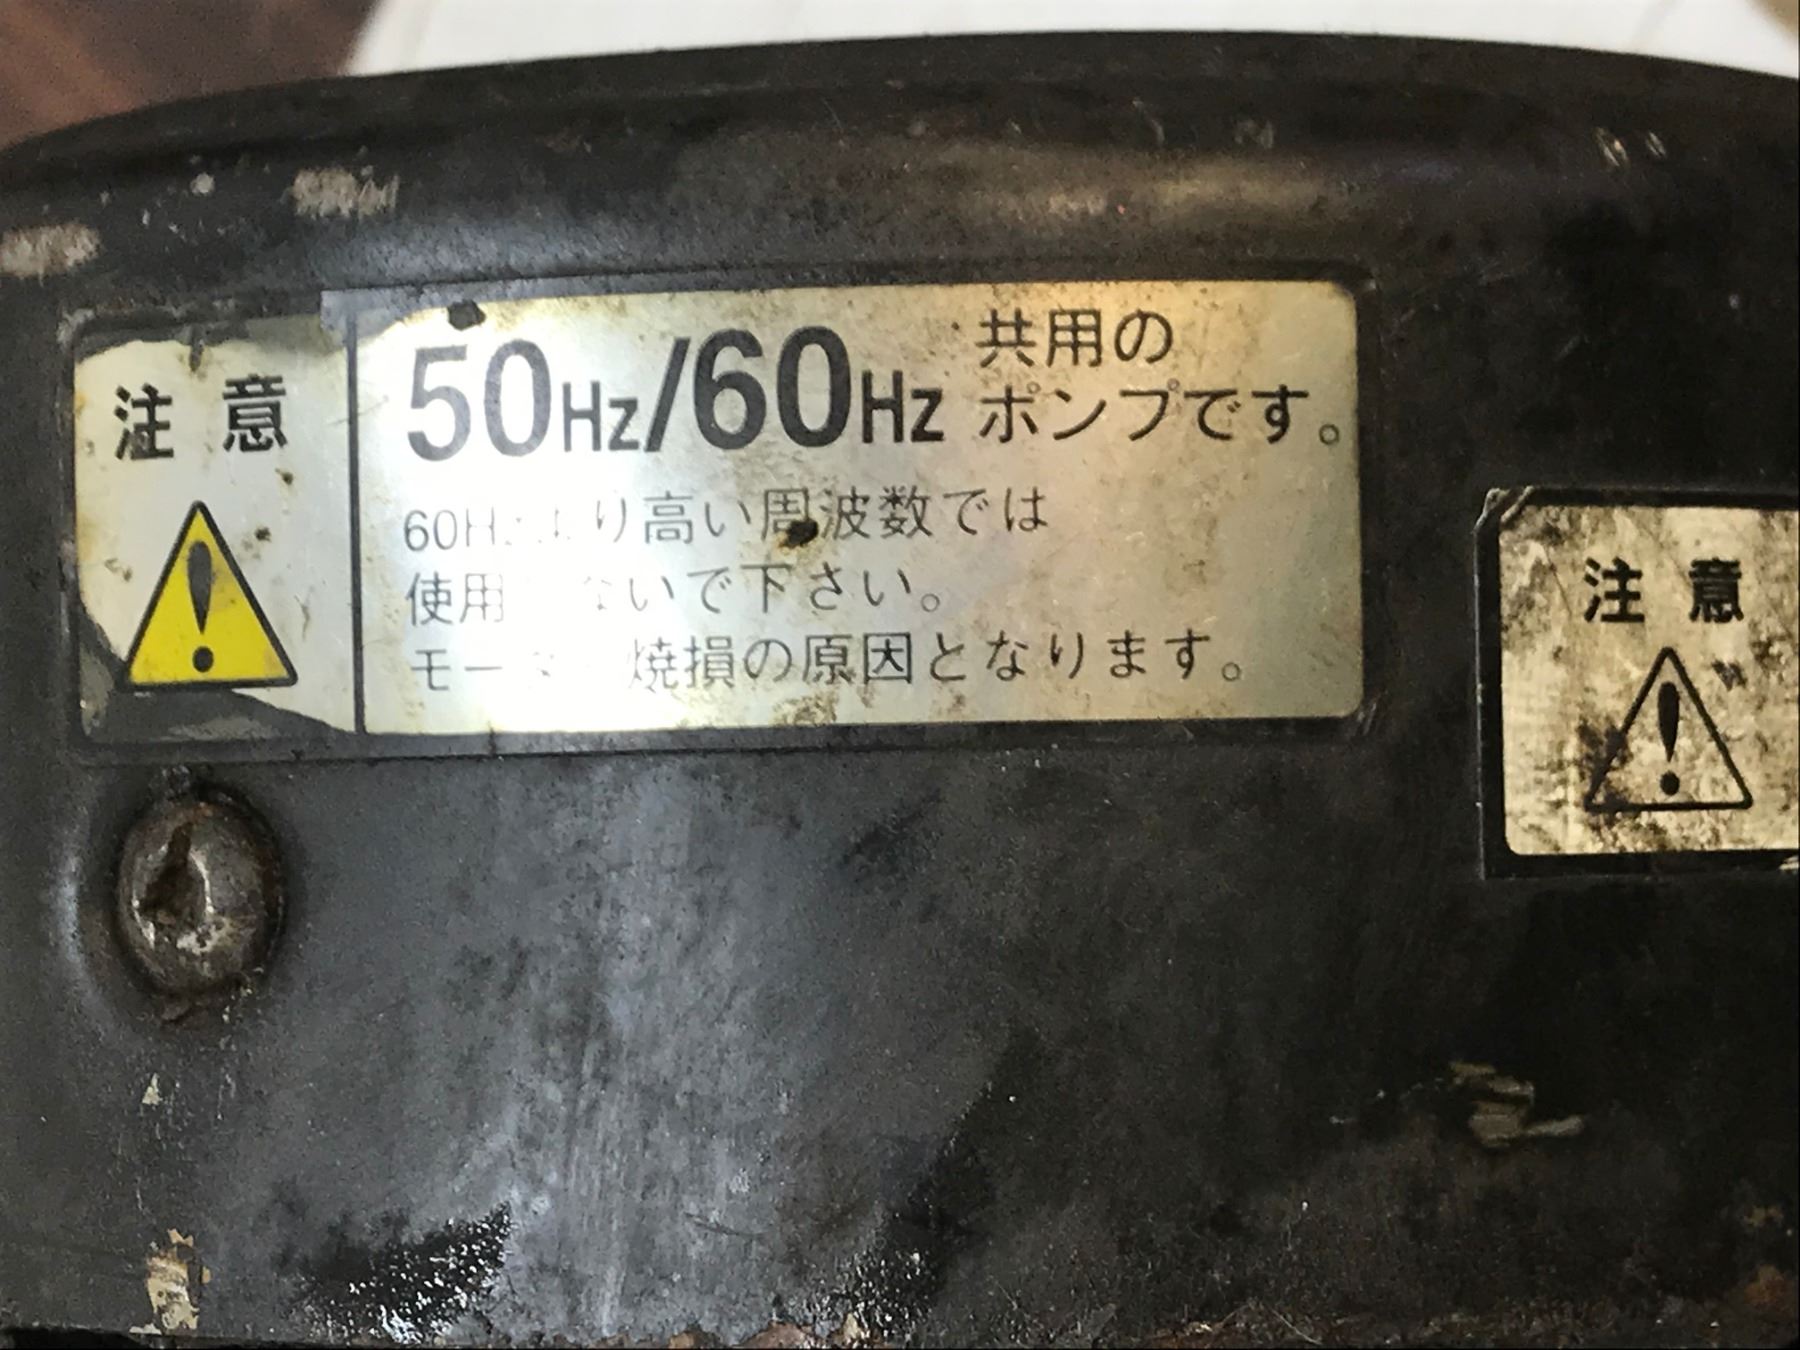 注意
50Hz/60Hz 共用の
ポンプです。
り高い周波数では
使用ないで下さい。
焼損の原因となります。
注意